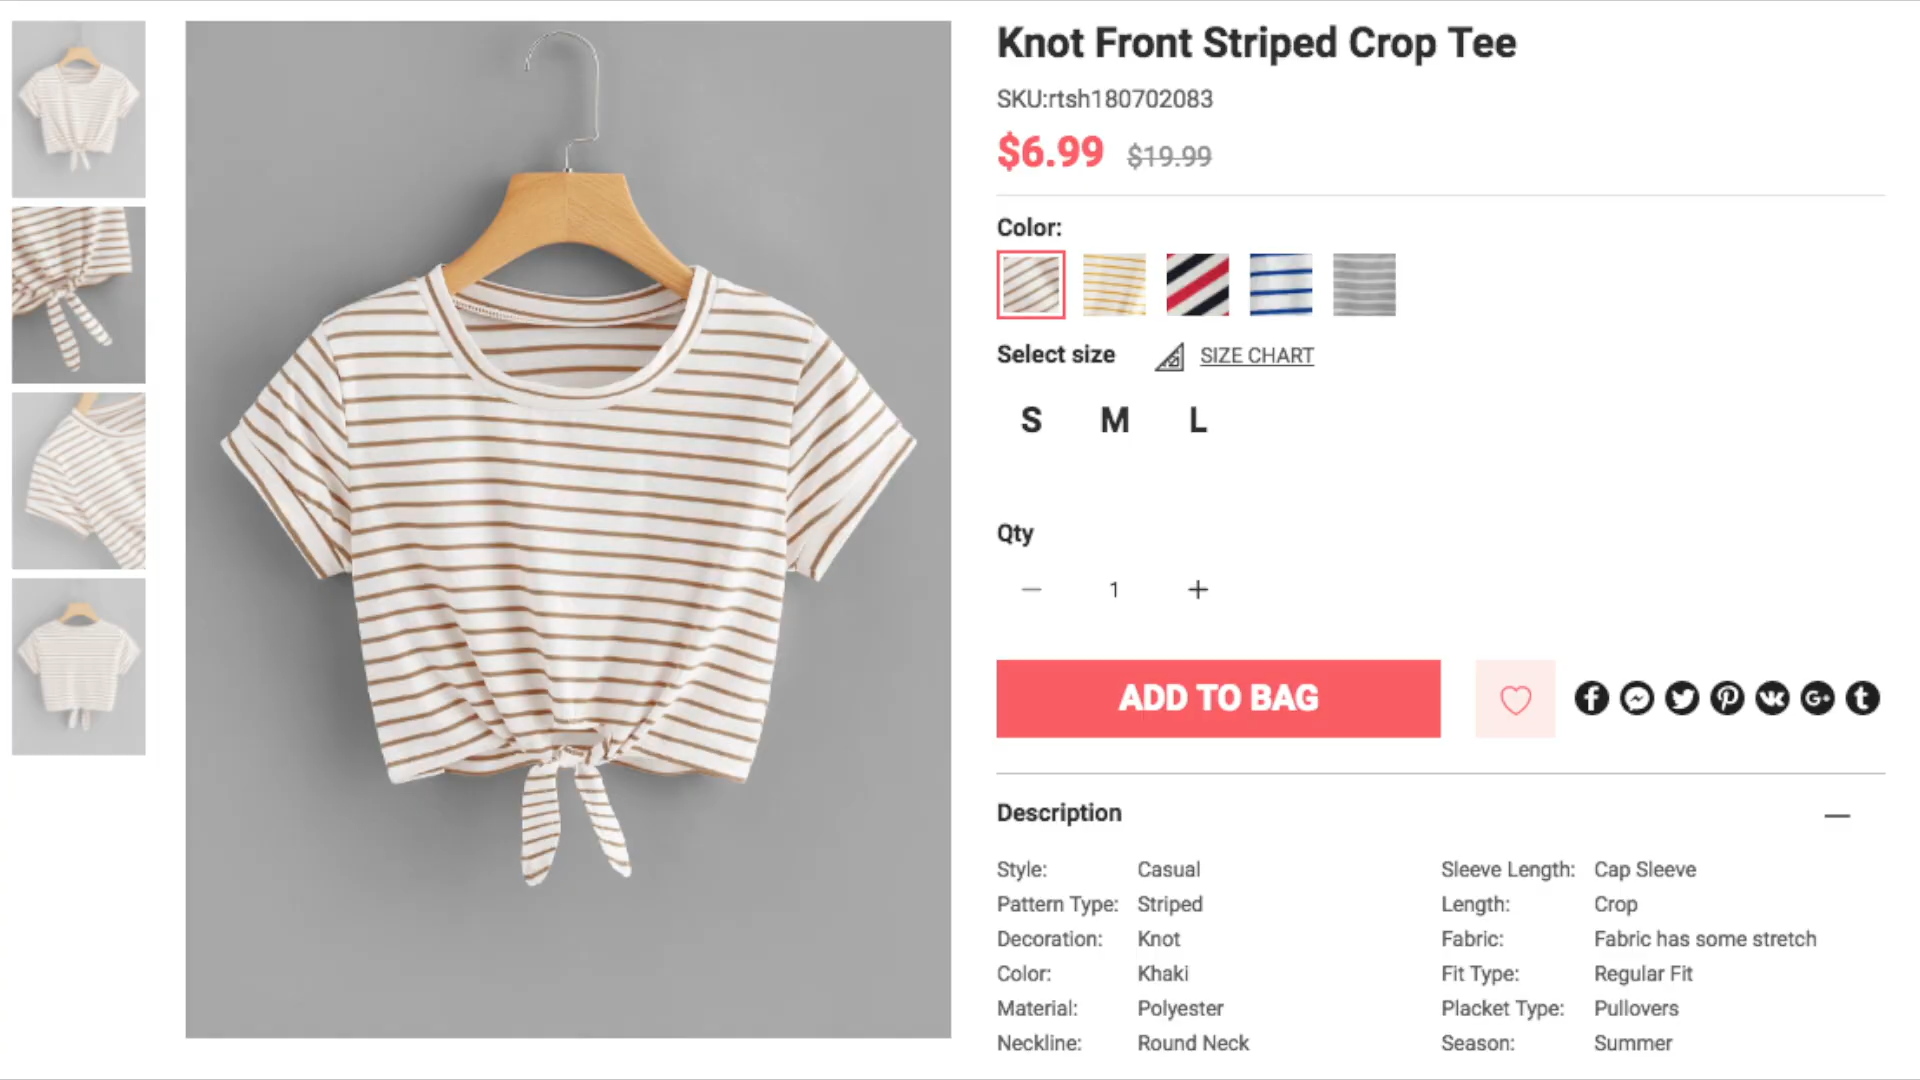 Knot Front Striped Crop Tee
SKU:rtsh180702083
$6.99 $19.99
Color:
Select size SIZE CHART
S M L
Qty
— 1 +
ADD TO BAG
Description
Style: Casual Sleeve Length: Cap Sleeve
Pattern Type: Striped Length: Crop
Decoration: Knot Fabric: Fabric has some stretch
Color: Khaki Fit Type: Regular Fit
Material: Polyester Placket Type: Pullovers
Neckline: Round Neck Season: Summer